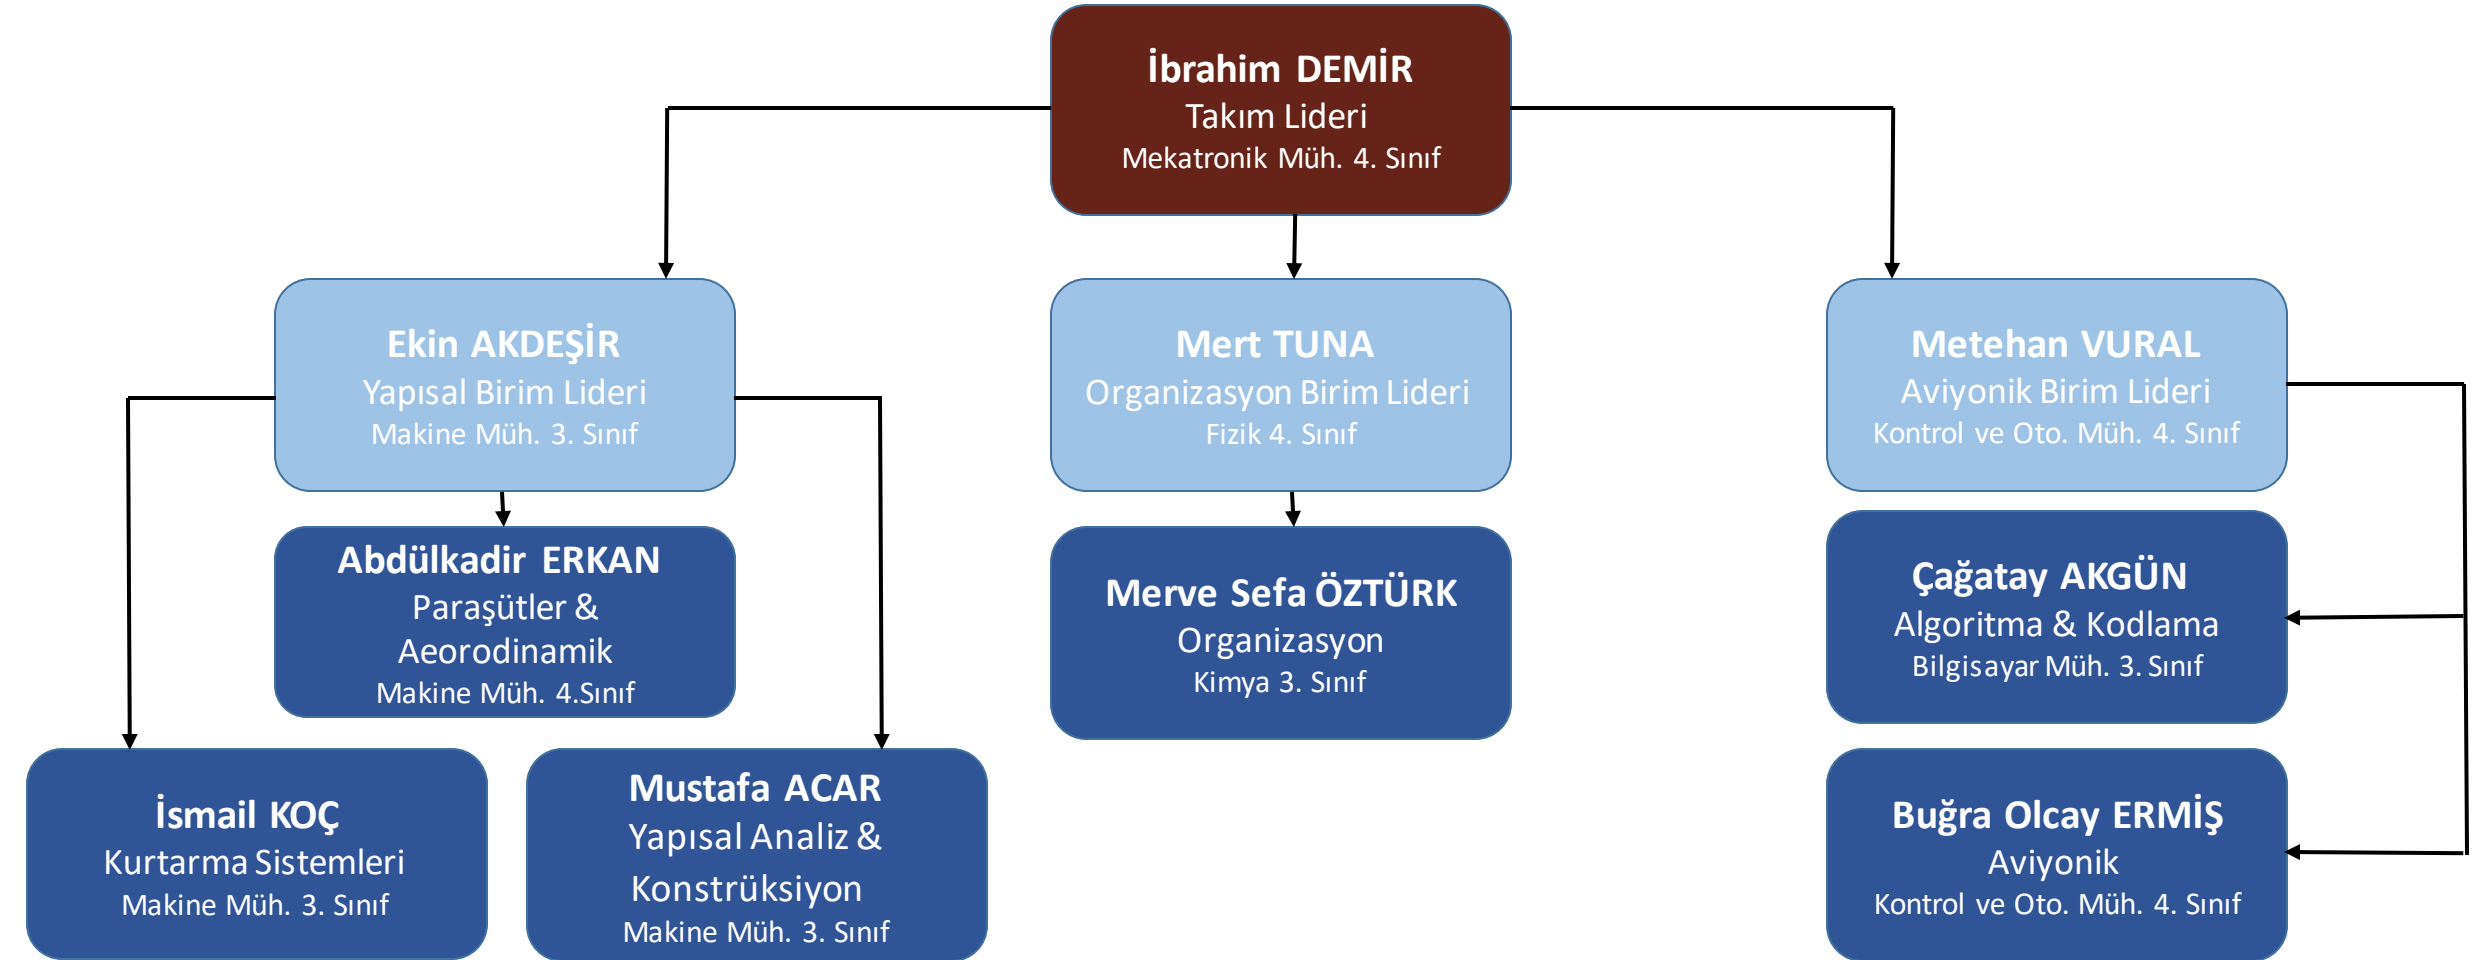 İbrahim DEMİR
Takım Lideri
Mekatronik Müh. 4. Sınıf
Ekin AKDEŞİR
Yapısal Birim Lideri
Makine Müh. 3. Sınıf
Mert TUNA
Organizasyon Birim Lideri
Fizik 4. Sınıf
Metehan VURAL
Aviyonik Birim Lideri
Kontrol ve Oto. Müh. 4. Sınıf
Abdülkadir ERKAN
Paraşütler &
Aeorodinamik
Makine Müh. 4.Sınıf
Merve Sefa ÖZTÜRK
Organizasyon
Kimya 3. Sınıf
Çağatay AKGÜN
Algoritma & Kodlama
Bilgisayar Müh. 3. Sınıf
İsmail KOÇ
Kurtarma Sistemleri
Makine Müh. 3. Sınıf
Mustafa ACAR
Yapısal Analiz &
Konstrüksiyon
Makine Müh. 3. Sınıf
Buğra Olcay ERMİŞ
Aviyonik
Kontrol ve Oto. Müh. 4. Sınıf